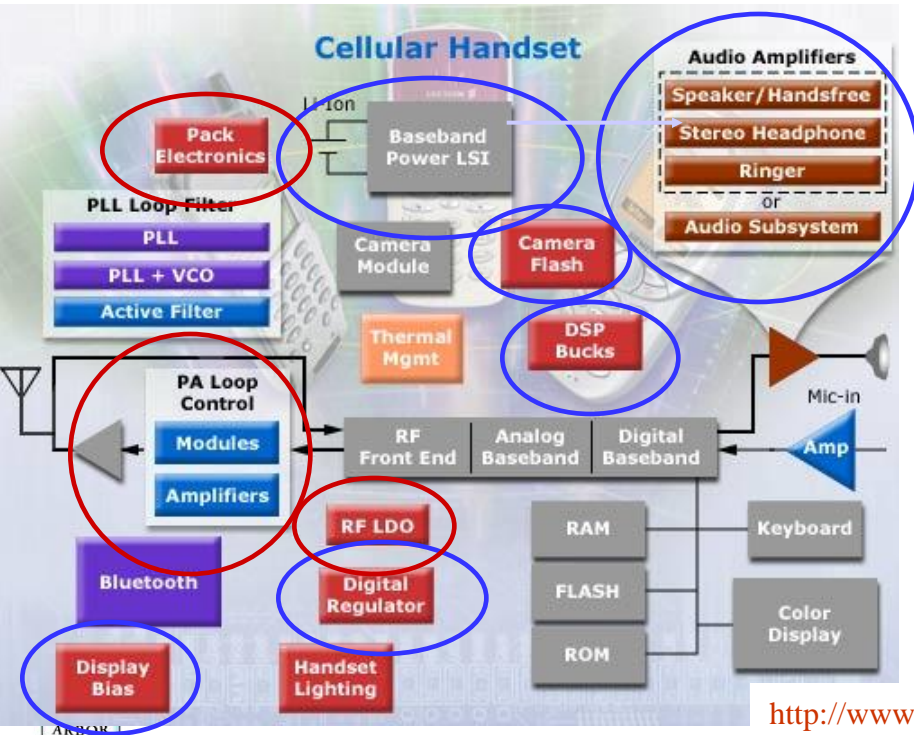 Cellular Handset
Audio Amplifiers
Speaker/Handsfree
Stereo Headphone
Ringer
or
Audio Subsystem
Li-Ion
Baseband
Power LSI
Pack
Electronics
PLL Loop Filter
PLL
PLL + VCO
Active Filter
Camera
Module
Camera
Flash
Thermal
Mgmt
DSP
Bucks
PA Loop
Control
Modules
Amplifiers
RF
Front End
Analog
Baseband
Digital
Baseband
Mic-in
Amp
RF LDO
RAM
Keyboard
Bluetooth
Digital
Regulator
FLASH
Color
Display
ROM
Display
Bias
Handset
Lighting
http://www
ARBOR